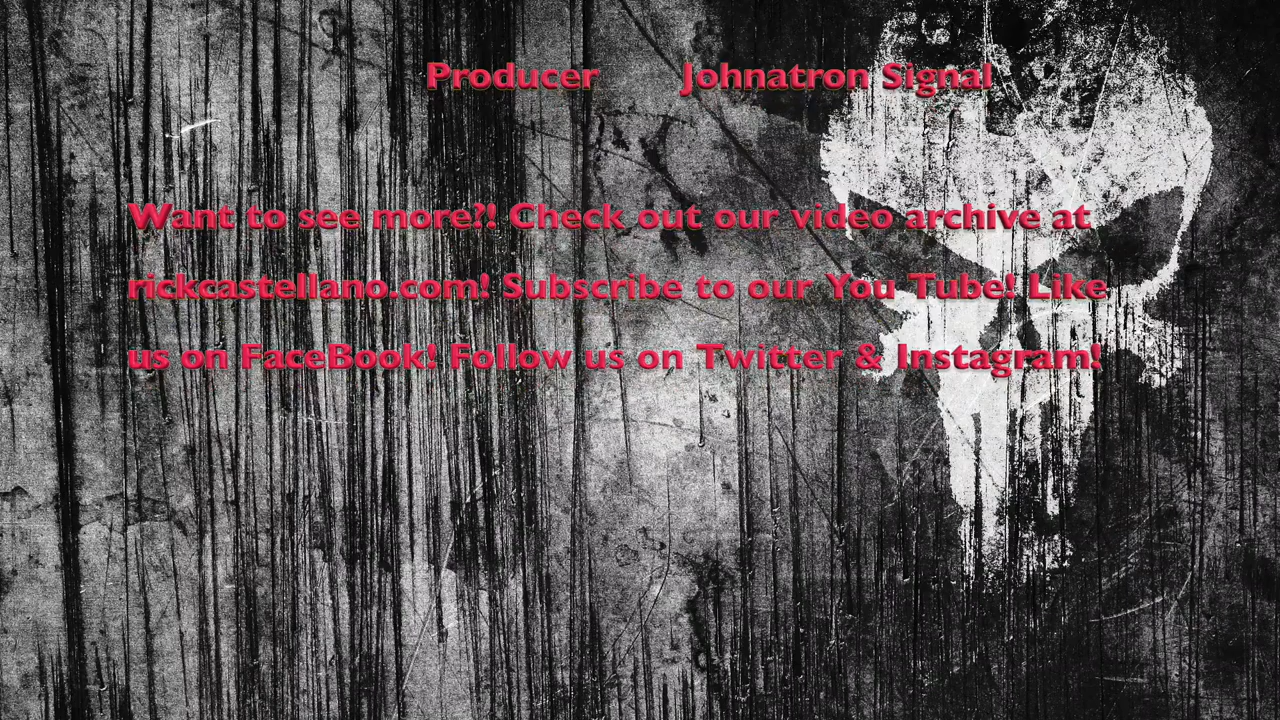 Producer Johnatron Signal
Want to see more?! Check out our video archive at
rickcastellano.com! Subscribe to our You Tube! Like
us on FaceBook! Follow us on Twitter & Instagram!